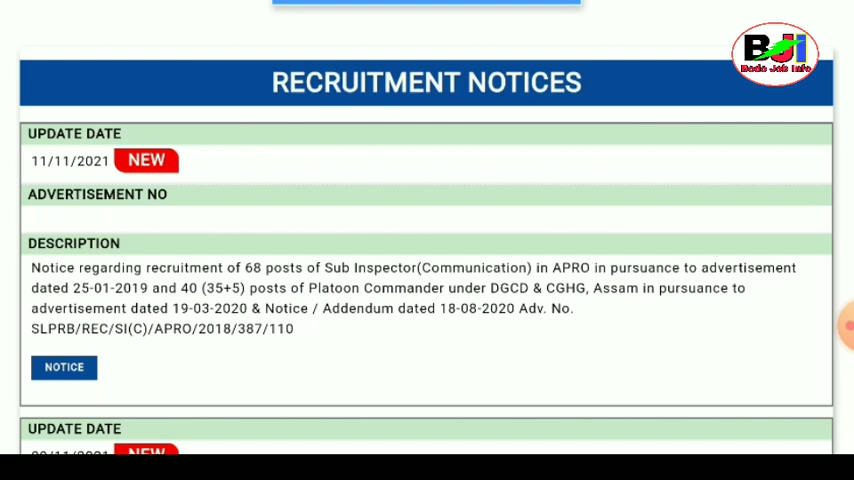 BJI
Bodo Job Info
RECRUITMENT NOTICES
UPDATE DATE
11/11/2021 NEW
ADVERTISEMENT NO
DESCRIPTION
Notice regarding recruitment of 68 posts of Sub Inspector(Communication) in APRO in pursuance to advertisement
dated 25-01-2019 and 40 (35+5) posts of Platoon Commander under DGCD & CGHG, Assam in pursuance to
advertisement dated 19-03-2020 & Notice / Addendum dated 18-08-2020 Adv. No.
SLPRB/REC/SI(C)/APRO/2018/387/110
NOTICE
UPDATE DATE
NEW